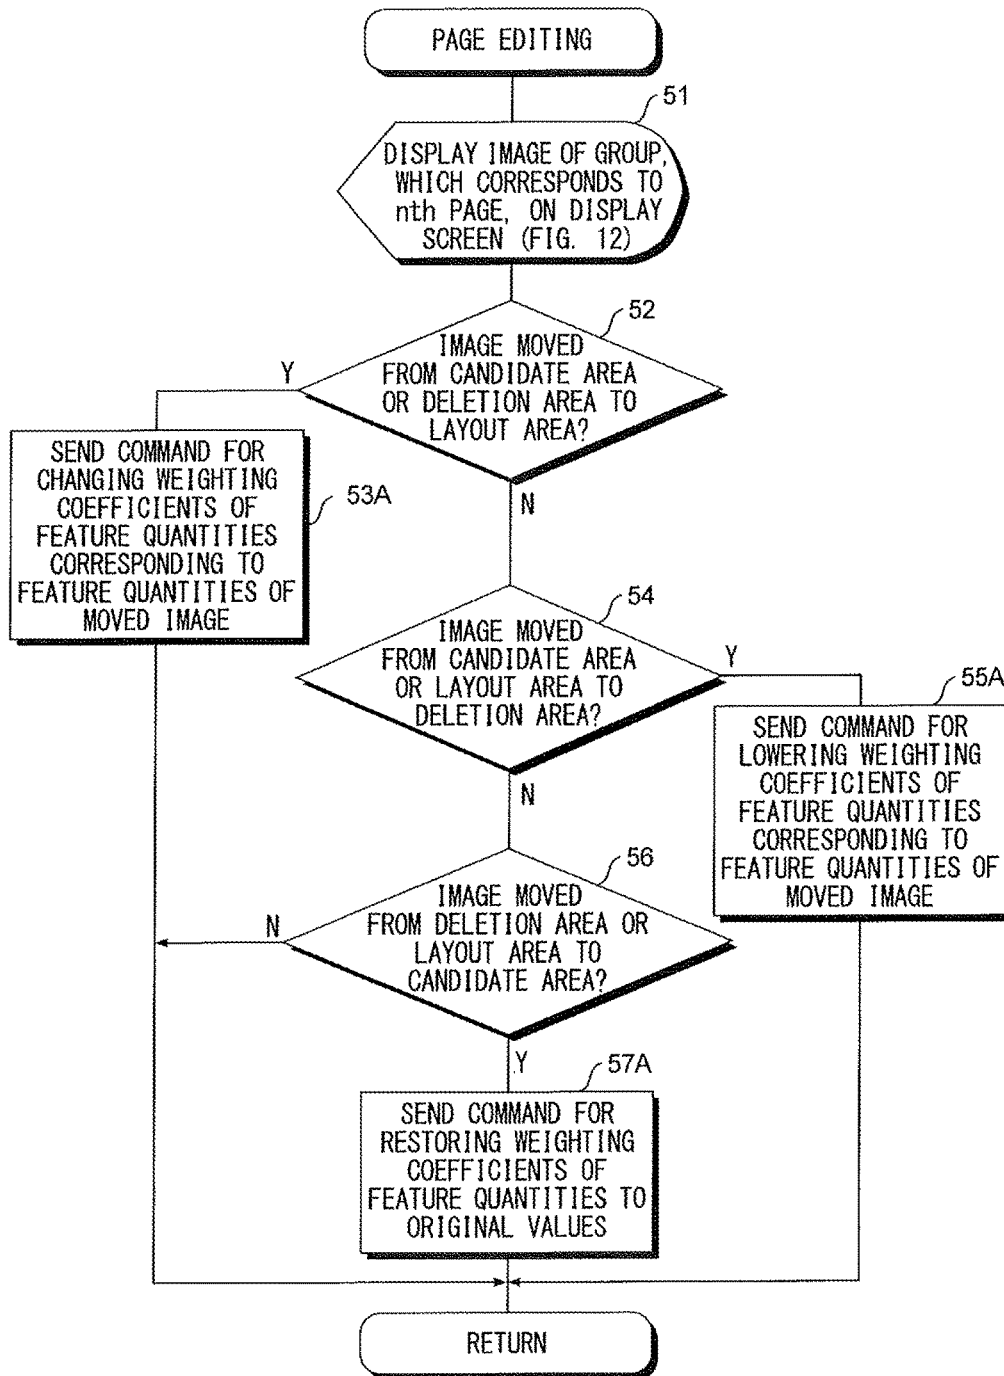 PAGE EDITING
51
DISPLAY IMAGE OF GROUP,
WHICH CORRESPONDS TO
nth PAGE, ON DISPLAY
SCREEN (FIG. 12)
52
IMAGE MOVED
FROM CANDIDATE AREA
OR DELETION AREA TO
LAYOUT AREA?
Y
N
SEND COMMAND FOR
CHANGING WEIGHTING
COEFFICIENTS OF
FEATURE QUANTITIES
CORRESPONDING TO
FEATURE QUANTITIES OF
MOVED IMAGE
53A
54
IMAGE MOVED
FROM CANDIDATE AREA
OR LAYOUT AREA TO
DELETION AREA?
Y
N
55A
SEND COMMAND FOR
LOWERING WEIGHTING
COEFFICIENTS OF
FEATURE QUANTITIES
CORRESPONDING TO
FEATURE QUANTITIES OF
MOVED IMAGE
56
IMAGE MOVED
FROM DELETION AREA OR
LAYOUT AREA TO
CANDIDATE AREA?
N
Y
57A
SEND COMMAND FOR
RESTORING WEIGHTING
COEFFICIENTS OF
FEATURE QUANTITIES TO
ORIGINAL VALUES
RETURN